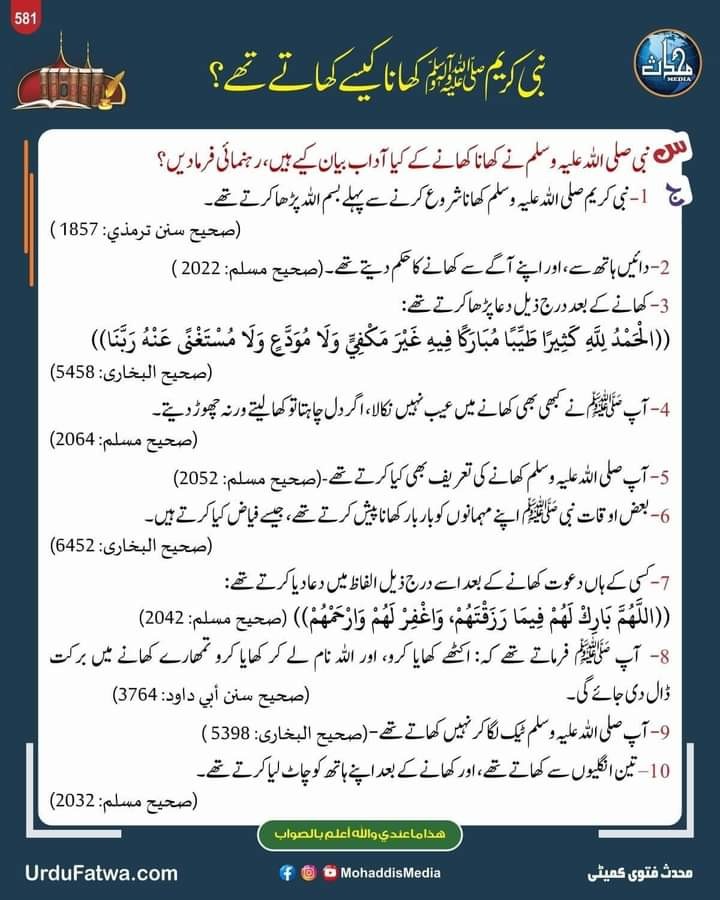 581
محدث
MEDIA
نبی کریم ﷺ کھانا کیسے کھاتے تھے؟
س نبی صلی اللہ علیہ وسلم نے کھانا کھانے کے کیا آداب بیان کیے ہیں، رہنمائی فرما دیں؟
ج 1- نبی کریم صلی اللہ علیہ وسلم کھانا شروع کرنے سے پہلے بسم اللہ پڑھا کرتے تھے۔
(صحيح سنن ترمذي: 1857)
2- دائیں ہاتھ سے، اور اپنے آگے سے کھانے کا حکم دیتے تھے۔ (صحيح مسلم: 2022)
3- کھانے کے بعد درج ذیل دعا پڑھا کرتے تھے:
((الْحَمْدُ لِلَّهِ كَثِيرًا طَيِّبًا مُبَارَكًا فِيهِ غَيْرَ مَكْفِيٍّ وَلَا مُوَدَّعٍ وَلَا مُسْتَغْنًى عَنْهُ رَبَّنَا))
(صحيح البخاری: 5458)
4- آپ ﷺ نے کبھی بھی کھانے میں عیب نہیں نکالا، اگر دل چاہتا تو کھا لیتے ورنہ چھوڑ دیتے۔
(صحيح مسلم: 2064)
5- آپ صلی اللہ علیہ وسلم کھانے کی تعریف بھی کیا کرتے تھے- (صحيح مسلم: 2052)
6- بعض اوقات نبی ﷺ اپنے مہمانوں کو بار بار کھانا پیش کرتے تھے، جیسے فیاض کیا کرتے ہیں۔
(صحيح البخاری: 6452)
7- کسی کے ہاں دعوت کھانے کے بعد اسے درج ذیل الفاظ میں دعا دیا کرتے تھے:
((اللَّهُمَّ بَارِكْ لَهُمْ فِيمَا رَزَقْتَهُمْ، وَاغْفِرْ لَهُمْ وَارْحَمْهُمْ)) (صحيح مسلم: 2042)
8- آپ ﷺ فرماتے تھے کہ: اکٹھے کھایا کرو، اور اللہ نام لے کر کھایا کرو تمھارے کھانے میں برکت
ڈال دی جائے گی۔ (صحيح سنن أبي داود: 3764)
9- آپ صلی اللہ علیہ وسلم ٹیک لگا کر نہیں کھاتے تھے- (صحيح البخاری: 5398)
10- تین انگلیوں سے کھاتے تھے، اور کھانے کے بعد اپنے ہاتھ کو چاٹ لیا کرتے تھے۔
(صحيح مسلم: 2032)
هذا ما عندي والله أعلم بالصواب
UrduFatwa.com MohaddisMedia محدث فتویٰ کمیٹی